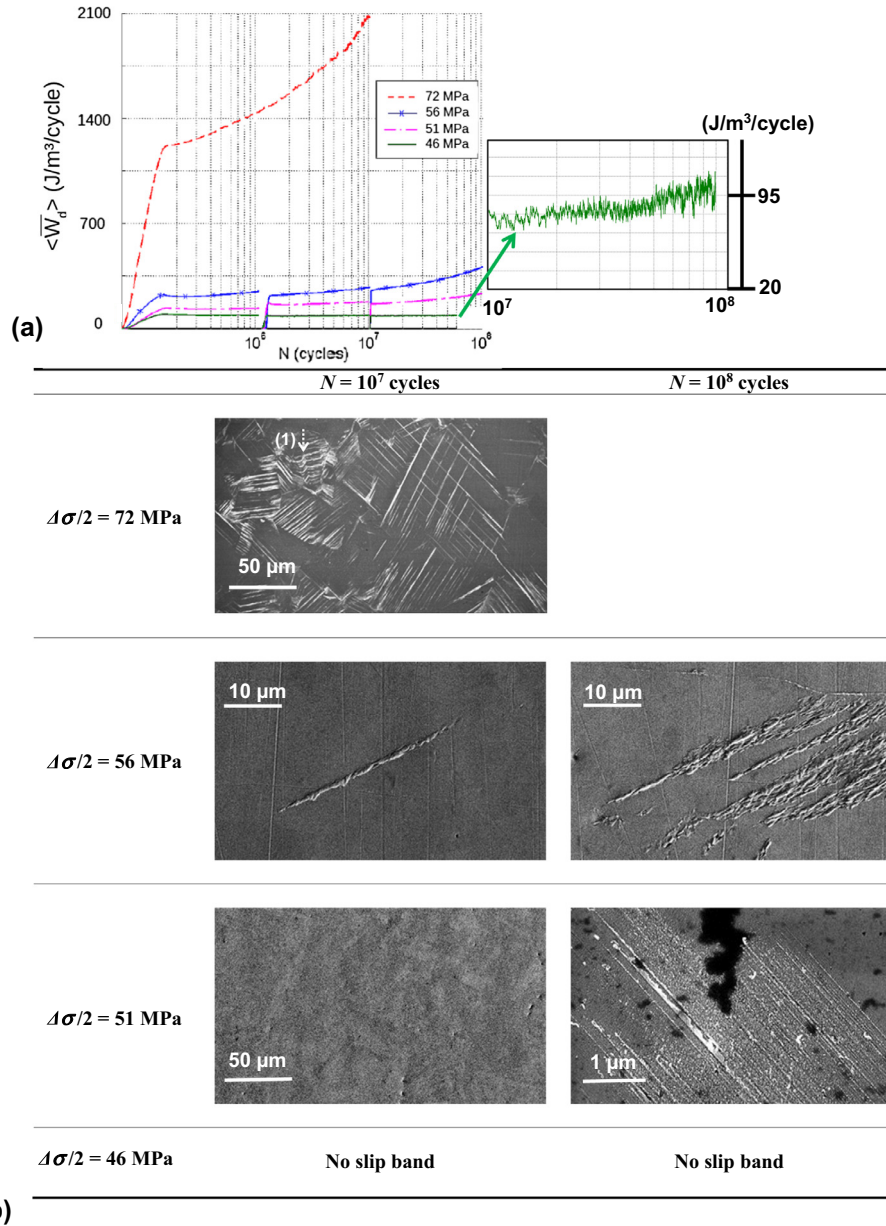 2100
1400
700
0
<W̅d> (J/m³/cycle)
72 MPa
56 MPa
51 MPa
46 MPa
10⁶
10⁷
10⁸
N (cycles)
(J/m³/cycle)
95
20
10⁷
10⁸
(a)
N = 10⁷ cycles
N = 10⁸ cycles
Δσ/2 = 72 MPa
(1)
50 µm
Δσ/2 = 56 MPa
10 µm
10 µm
Δσ/2 = 51 MPa
50 µm
1 µm
Δσ/2 = 46 MPa
No slip band
No slip band